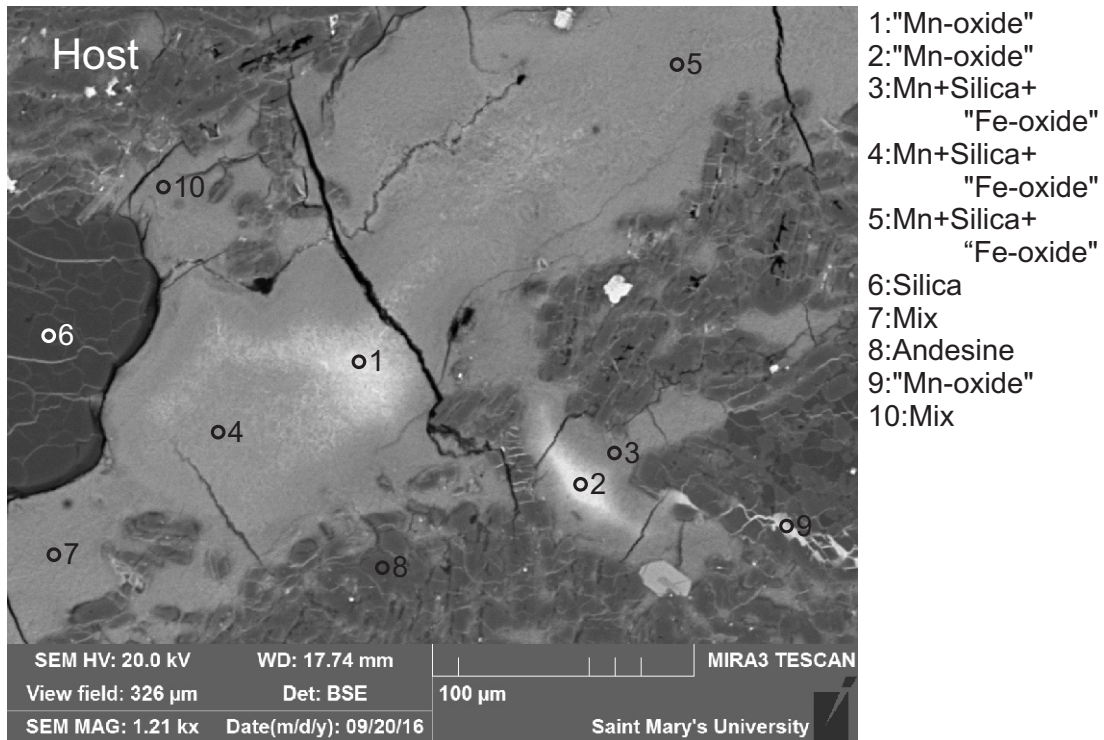 Host
5
10
6
1
4
3
2
9
7
8
1:"Mn-oxide"
2:"Mn-oxide"
3:Mn+Silica+
"Fe-oxide"
4:Mn+Silica+
"Fe-oxide"
5:Mn+Silica+
“Fe-oxide"
6:Silica
7:Mix
8:Andesine
9:"Mn-oxide"
10:Mix
SEM HV: 20.0 kV WD: 17.74 mm MIRA3 TESCAN
View field: 326 µm Det: BSE 100 µm
SEM MAG: 1.21 kx Date(m/d/y): 09/20/16 Saint Mary's University